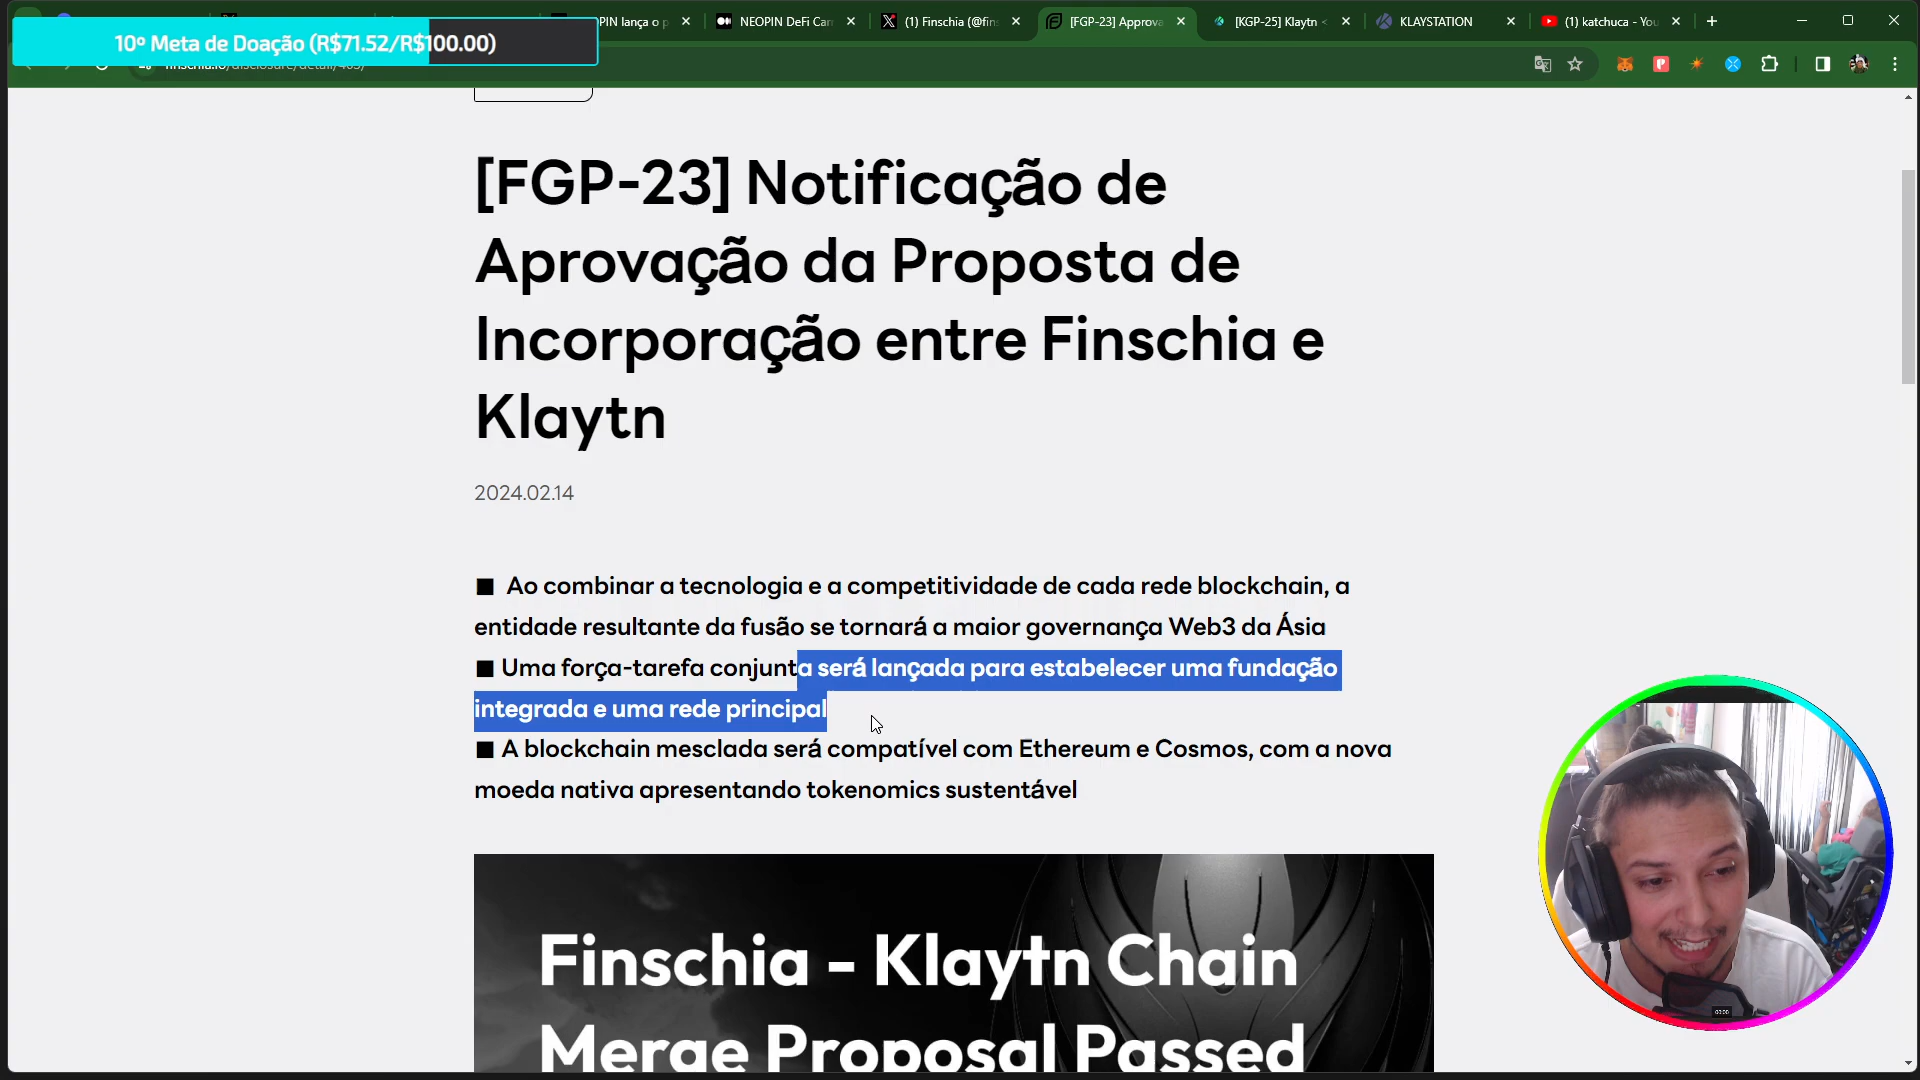 PIN lança o p
NEOPIN DeFi Can
(1) Finschia (@fins
[FGP-23] Approva
[KGP-25] Klaytn <
KLAYSTATION
(1) katchuca - You
10º Meta de Doação (R$71.52/R$100.00)
[FGP-23] Notificação de
Aprovação da Proposta de
Incorporação entre Finschia e
Klaytn
2024.02.14
■ Ao combinar a tecnologia e a competitividade de cada rede blockchain, a
entidade resultante da fusão se tornará a maior governança Web3 da Ásia
■ Uma força-tarefa conjunta será lançada para estabelecer uma fundação
integrada e uma rede principal
■ A blockchain mesclada será compatível com Ethereum e Cosmos, com a nova
moeda nativa apresentando tokenomics sustentável
Finschia - Klaytn Chain
Merge Proposal Passed
00:00